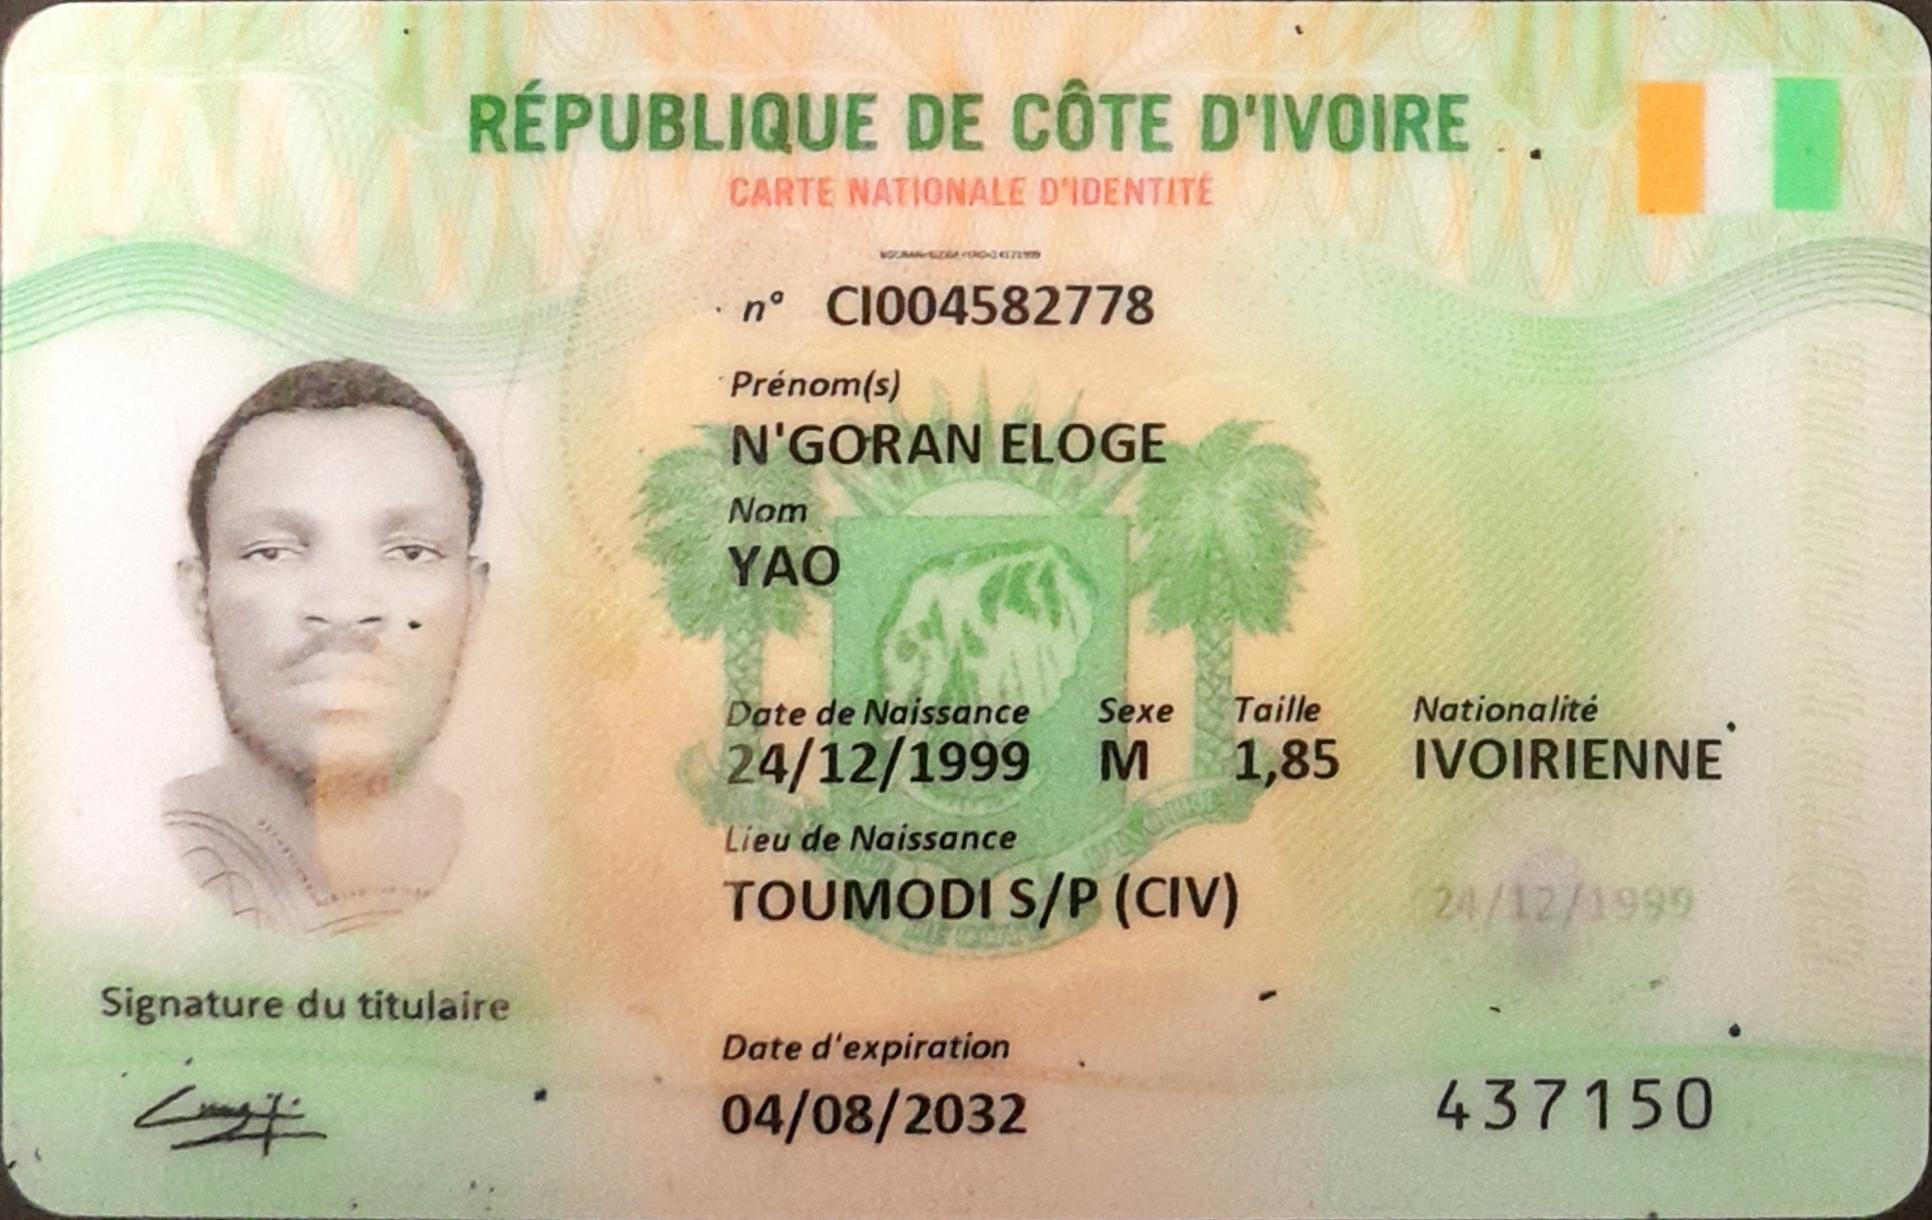 RÉPUBLIQUE DE CÔTE D'IVOIRE
CARTE NATIONALE D'IDENTITÉ
n° CI004582778
Prénom(s)
N'GORAN ELOGE
Nom
YAO
Date de Naissance Sexe Taille Nationalité
24/12/1999 M 1,85 IVOIRIENNE
Lieu de Naissance
TOUMODI S/P (CIV)
24/12/1999
Signature du titulaire
Date d'expiration
04/08/2032
437150